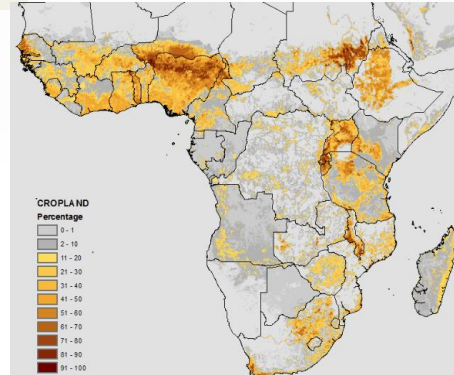 CROPLAND
Percentage
0 - 1
2 - 10
11 - 20
21 - 30
31 - 40
41 - 50
51 - 60
61 - 70
71 - 80
81 - 90
91 - 100